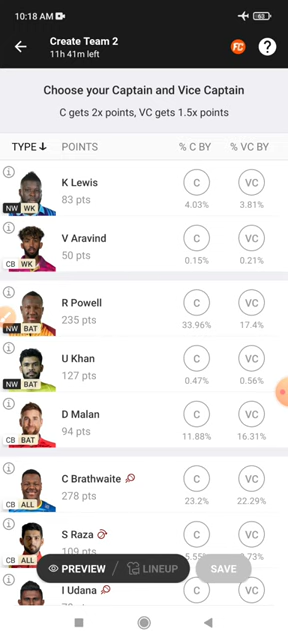 10:18 AM
63
Create Team 2
11h 41m left
FC
?
Choose your Captain and Vice Captain
C gets 2x points, VC gets 1.5x points
TYPE POINTS % C BY % VC BY
K Lewis
83 pts
NW WK
C VC
4.03% 3.81%
V Aravind
50 pts
CB WK
C VC
0.15% 0.21%
R Powell
235 pts
NW BAT
C VC
33.96% 17.4%
U Khan
127 pts
NW BAT
C VC
0.47% 0.56%
D Malan
94 pts
CB BAT
C VC
11.88% 16.31%
C Brathwaite
278 pts
CB ALL
C VC
23.2% 22.29%
S Raza
109 pts
CB ALL
C VC
PREVIEW / LINEUP
SAVE
I Udana